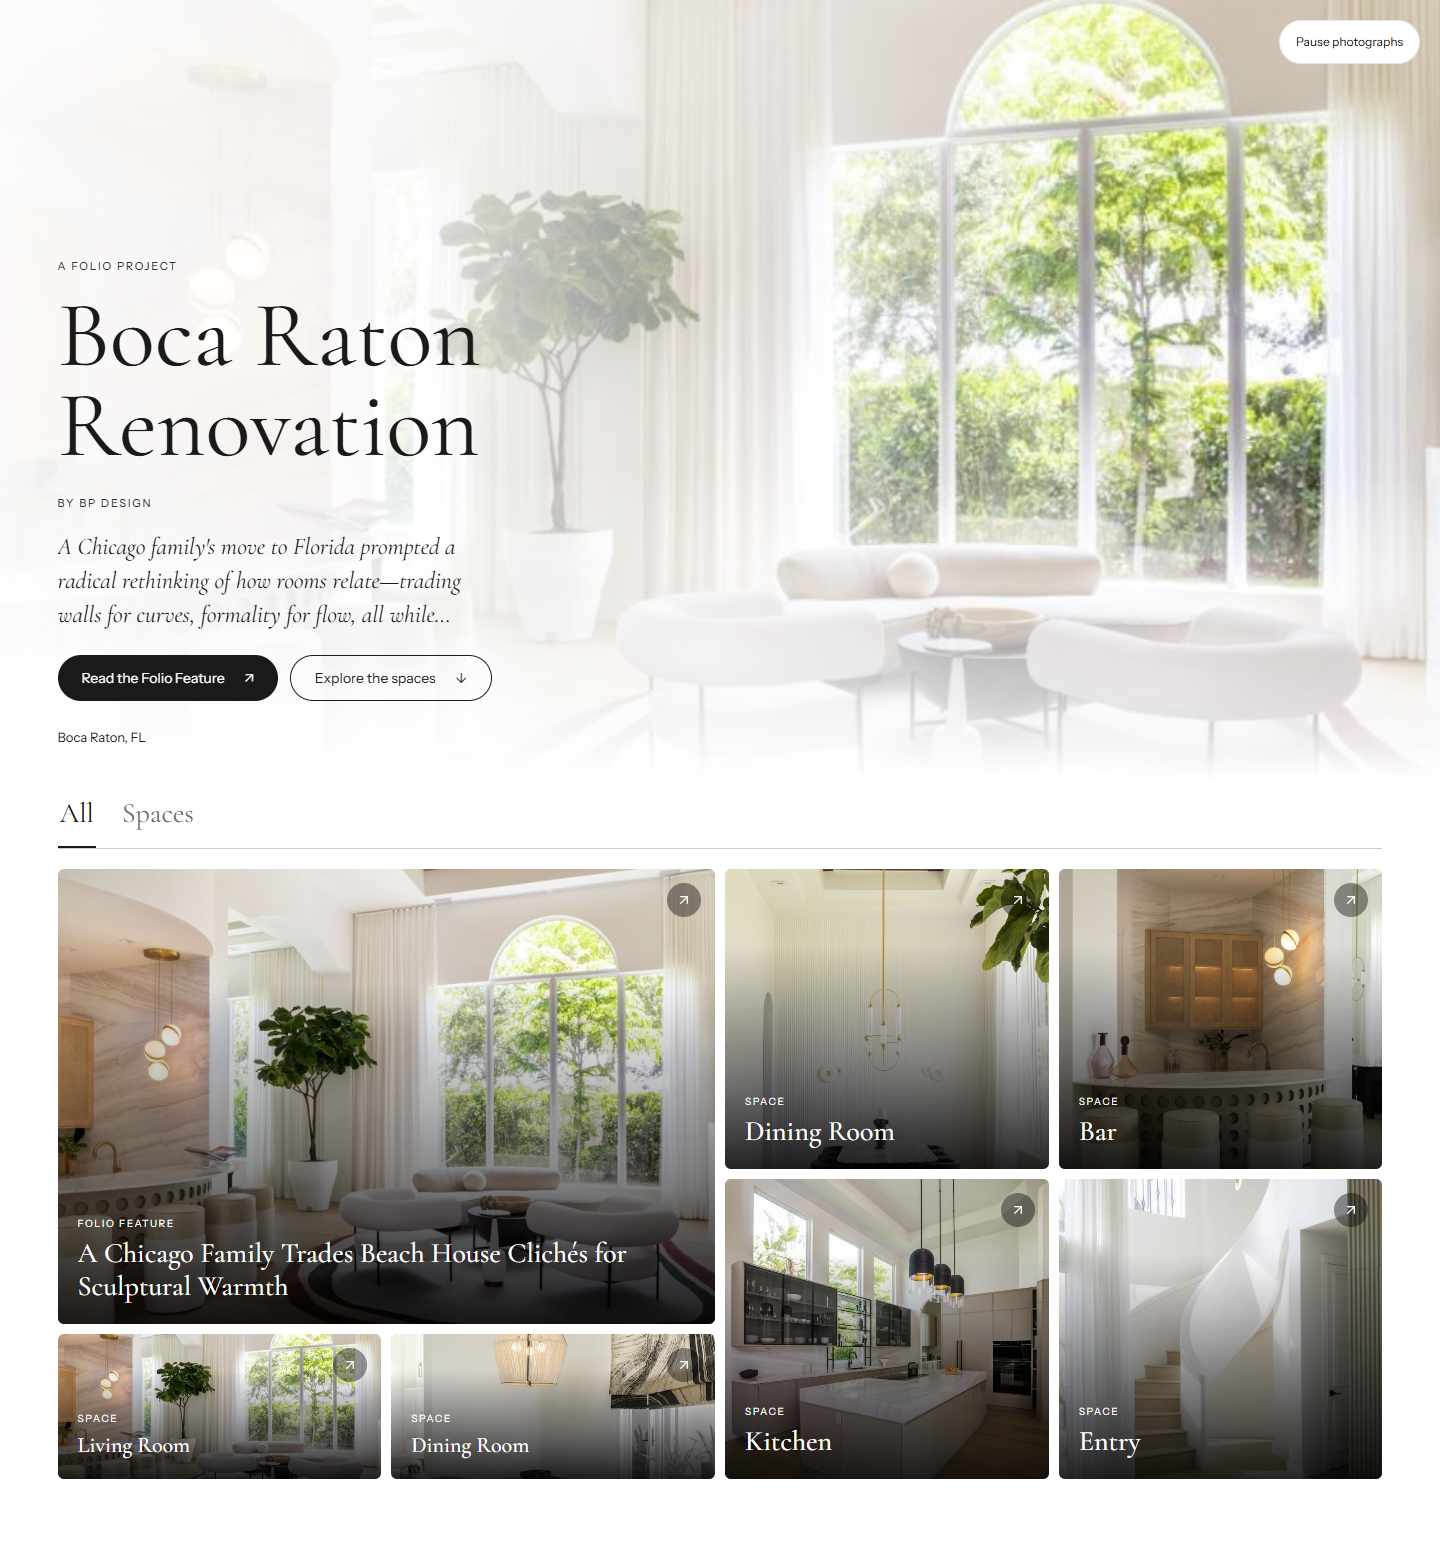 Pause photographs
A FOLIO PROJECT
Boca Raton
Renovation
BY BP DESIGN
A Chicago family's move to Florida prompted a
radical rethinking of how rooms relate—trading
walls for curves, formality for flow, all while...
Read the Folio Feature
Explore the spaces
Boca Raton, FL
All
Spaces
FOLIO FEATURE
A Chicago Family Trades Beach House Clichés for
Sculptural Warmth
SPACE
Dining Room
SPACE
Bar
SPACE
Living Room
SPACE
Dining Room
SPACE
Kitchen
SPACE
Entry